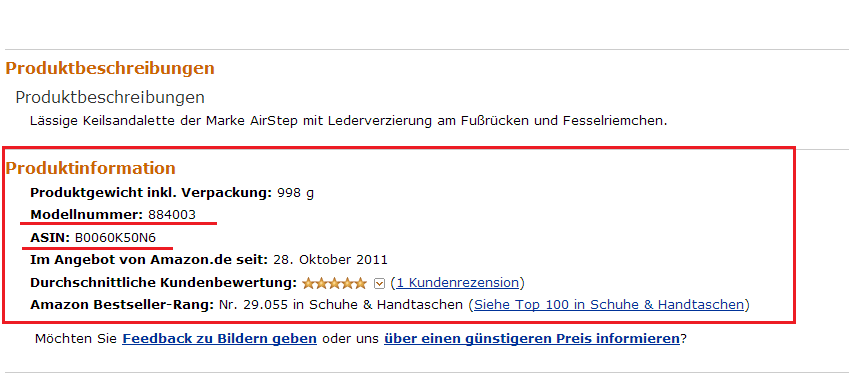 Produktbeschreibungen
Produktbeschreibungen
Lässige Keilsandalette der Marke AirStep mit Lederverzierung am Fußrücken und Fesselriemchen.
Produktinformation
Produktgewicht inkl. Verpackung: 998 g
Modellnummer: 884003
ASIN: B0060K50N6
Im Angebot von Amazon.de seit: 28. Oktober 2011
Durchschnittliche Kundenbewertung: (1 Kundenrezension)
Amazon Bestseller-Rang: Nr. 29.055 in Schuhe & Handtaschen (Siehe Top 100 in Schuhe & Handtaschen)
Möchten Sie Feedback zu Bildern geben oder uns über einen günstigeren Preis informieren?